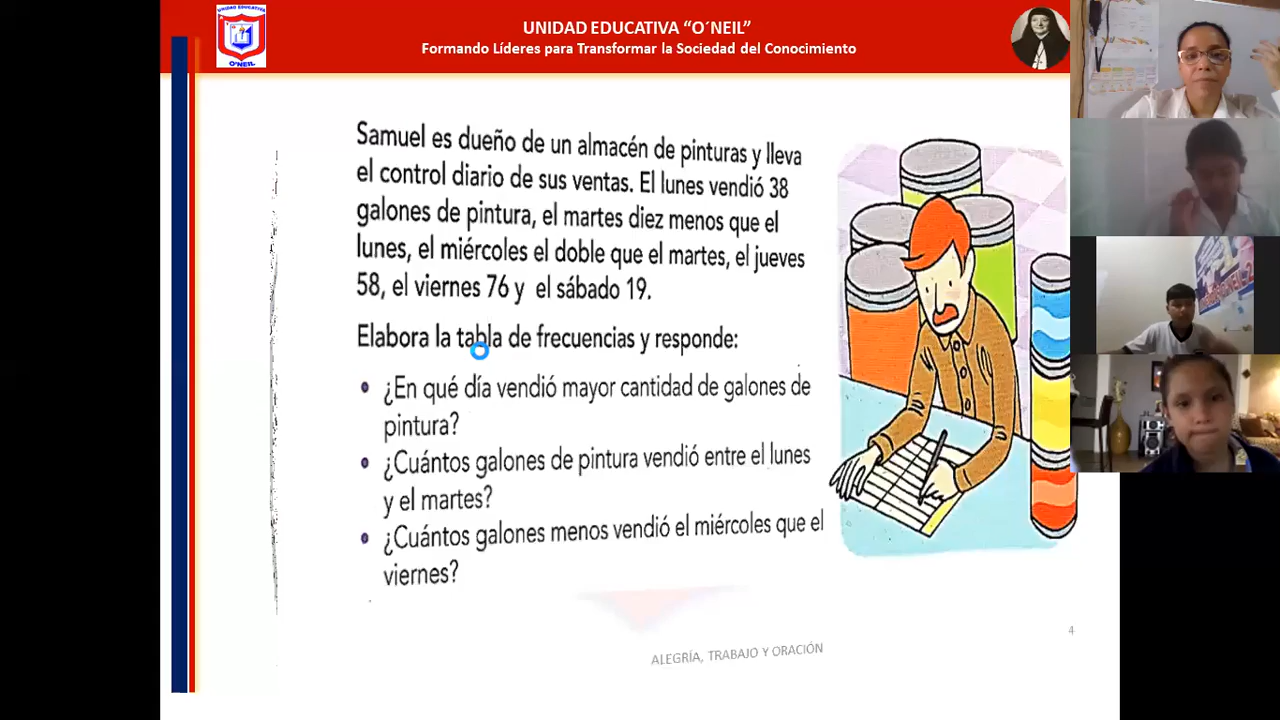 UNIDAD EDUCATIVA
O'NEIL
UNIDAD EDUCATIVA “O´NEIL”
Formando Líderes para Transformar la Sociedad del Conocimiento
Samuel es dueño de un almacén de pinturas y lleva
el control diario de sus ventas. El lunes vendió 38
galones de pintura, el martes diez menos que el
lunes, el miércoles el doble que el martes, el jueves
58, el viernes 76 y el sábado 19.
Elabora la tabla de frecuencias y responde:
• ¿En qué día vendió mayor cantidad de galones de
pintura?
• ¿Cuántos galones de pintura vendió entre el lunes
y el martes?
• ¿Cuántos galones menos vendió el miércoles que el
viernes?
4
ALEGRÍA, TRABAJO Y ORACIÓN